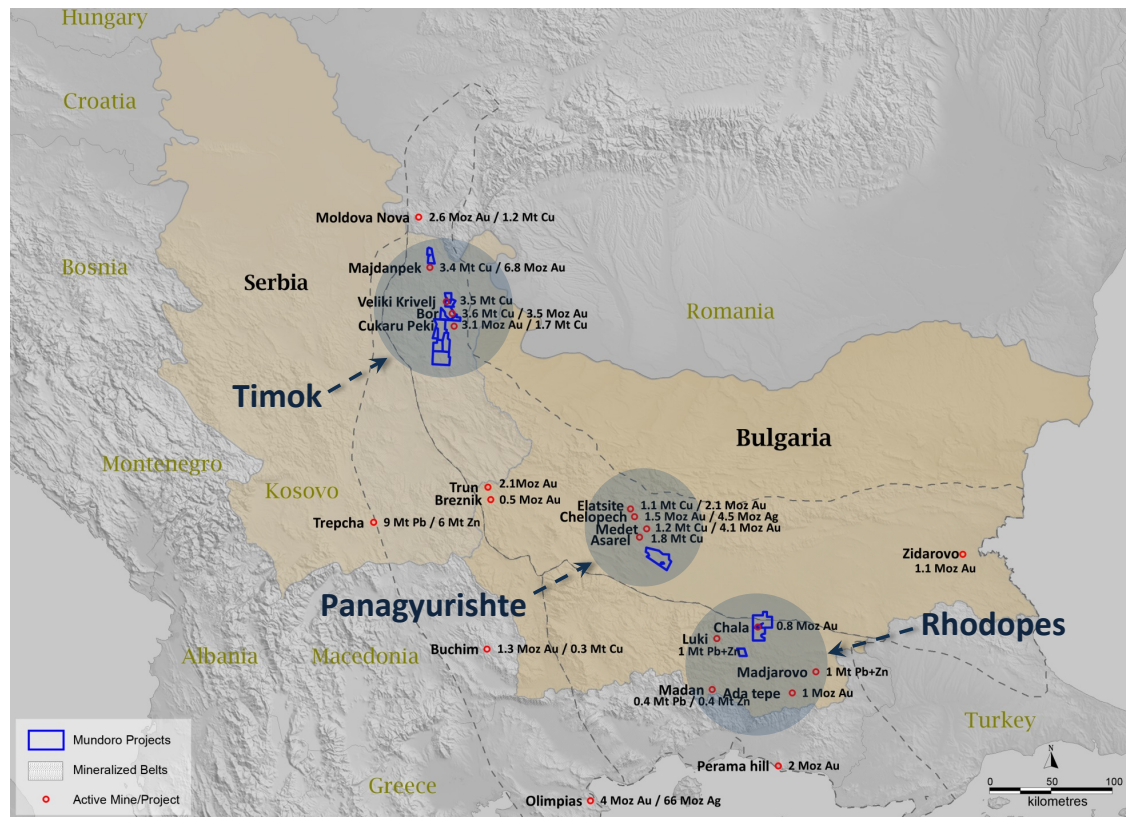 Hungary
Croatia
Moldova Nova 2.6 Moz Au / 1.2 Mt Cu
Bosnia
Majdanpek 3.4 Mt Cu / 6.8 Moz Au
Serbia
Veliki Krivelj 3.5 Mt Cu
Bor 3.6 Mt Cu / 3.5 Moz Au
Cukaru Peki 3.1 Moz Au / 1.7 Mt Cu
Romania
Timok
Bulgaria
Montenegro
Kosovo
Trun 2.1Moz Au
Breznik 0.5 Moz Au
Trepcha 9 Mt Pb / 6 Mt Zn
Elatsite 1.1 Mt Cu / 2.1 Moz Au
Chelopech 1.5 Moz Au / 4.5 Moz Ag
Medet 1.2 Mt Cu / 4.1 Moz Au
Asarel 1.8 Mt Cu
Zidarovo
1.1 Moz Au
Panagyurishte
Rhodopes
Chala 0.8 Moz Au
Luki
1 Mt Pb+Zn
Albania
Macedonia
Buchim 1.3 Moz Au / 0.3 Mt Cu
Madjarovo 1 Mt Pb+Zn
Madan
0.4 Mt Pb / 0.4 Mt Zn
Ada tepe 1 Moz Au
Turkey
Mundoro Projects
Mineralized Belts
Active Mine/Project
Greece
Perama hill 2 Moz Au
Olimpias 4 Moz Au / 66 Moz Ag
N
0 50 100
kilometres